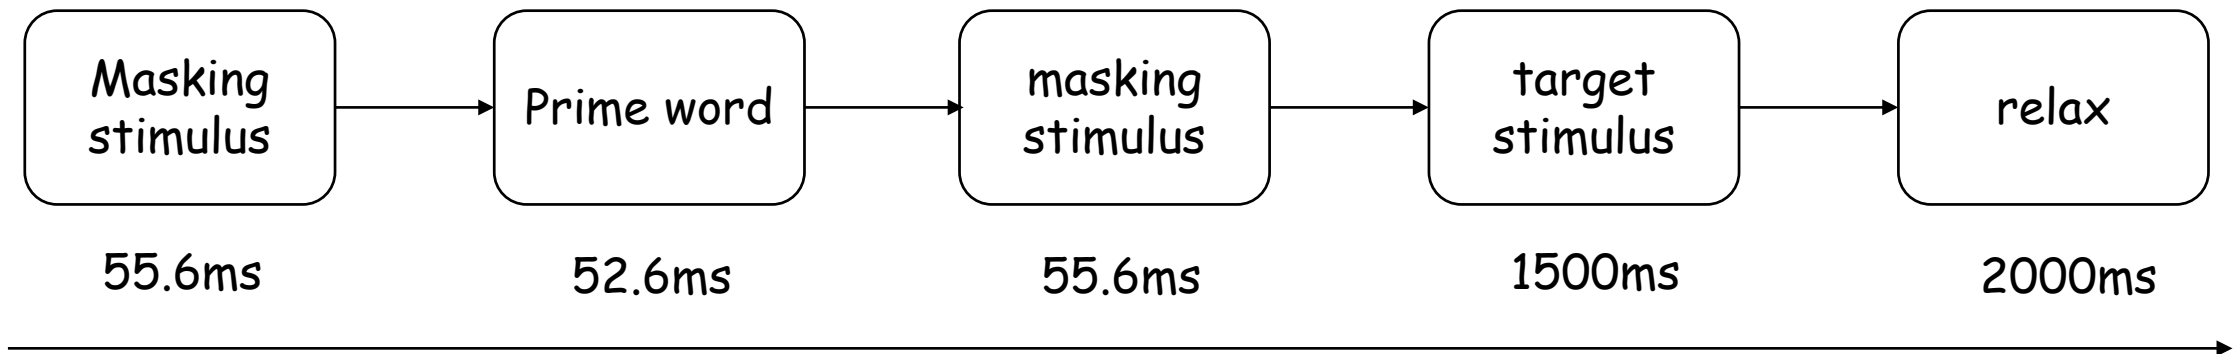 Masking
stimulus
Prime word
masking
stimulus
target
stimulus
relax
55.6ms
52.6ms
55.6ms
1500ms
2000ms